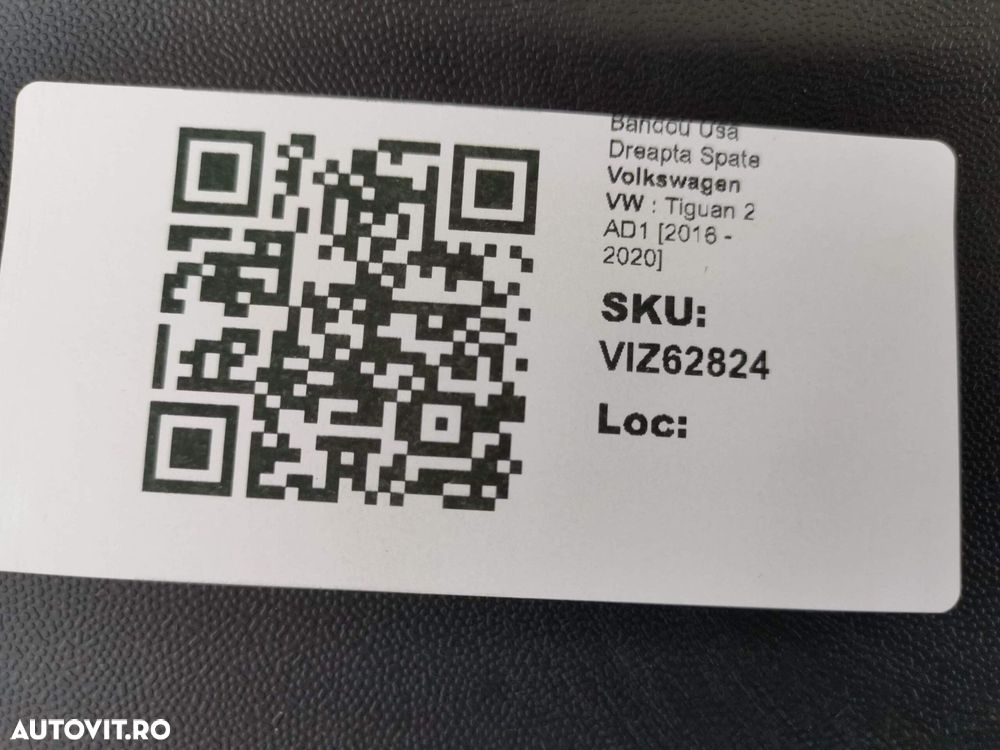 Bandou Usa
Dreapta Spate
Volkswagen
VW : Tiguan 2
AD1 [2016 -
2020]
SKU:
VIZ62824
Loc:
AUTOVIT.RO